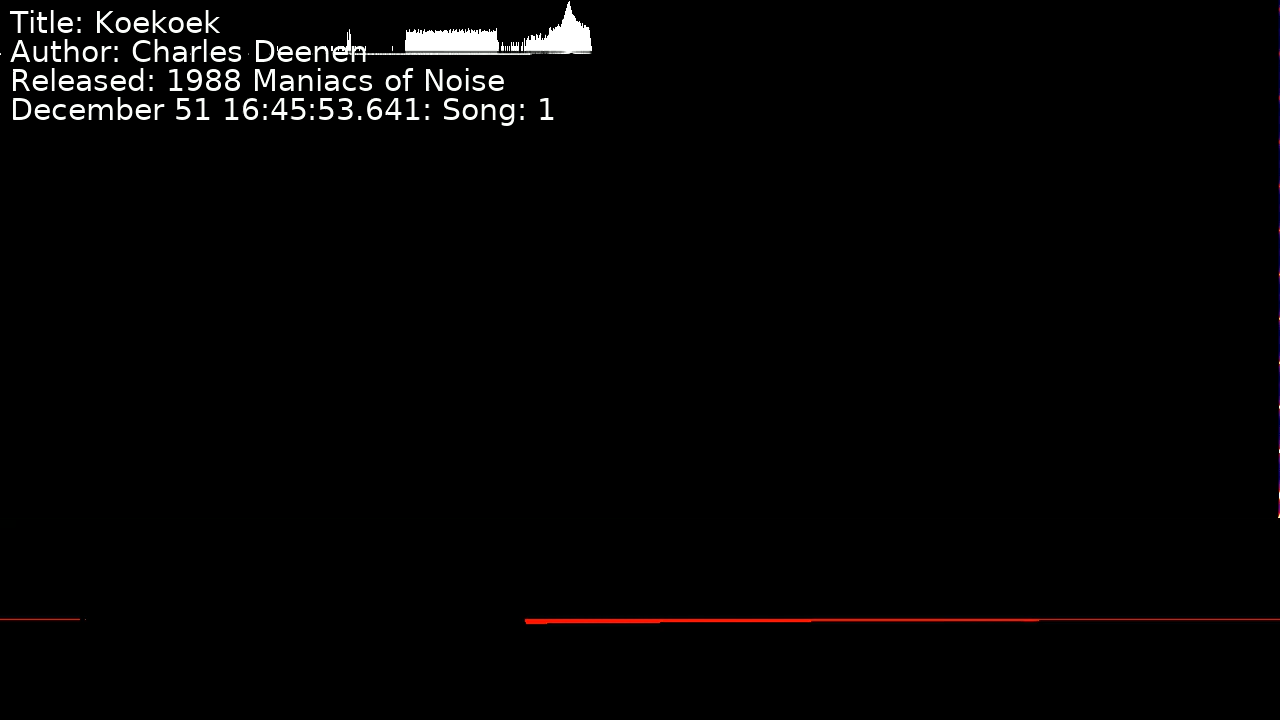 Title: Koekoek
Author: Charles Deenen
Released: 1988 Maniacs of Noise
December 51 16:45:53.641: Song: 1